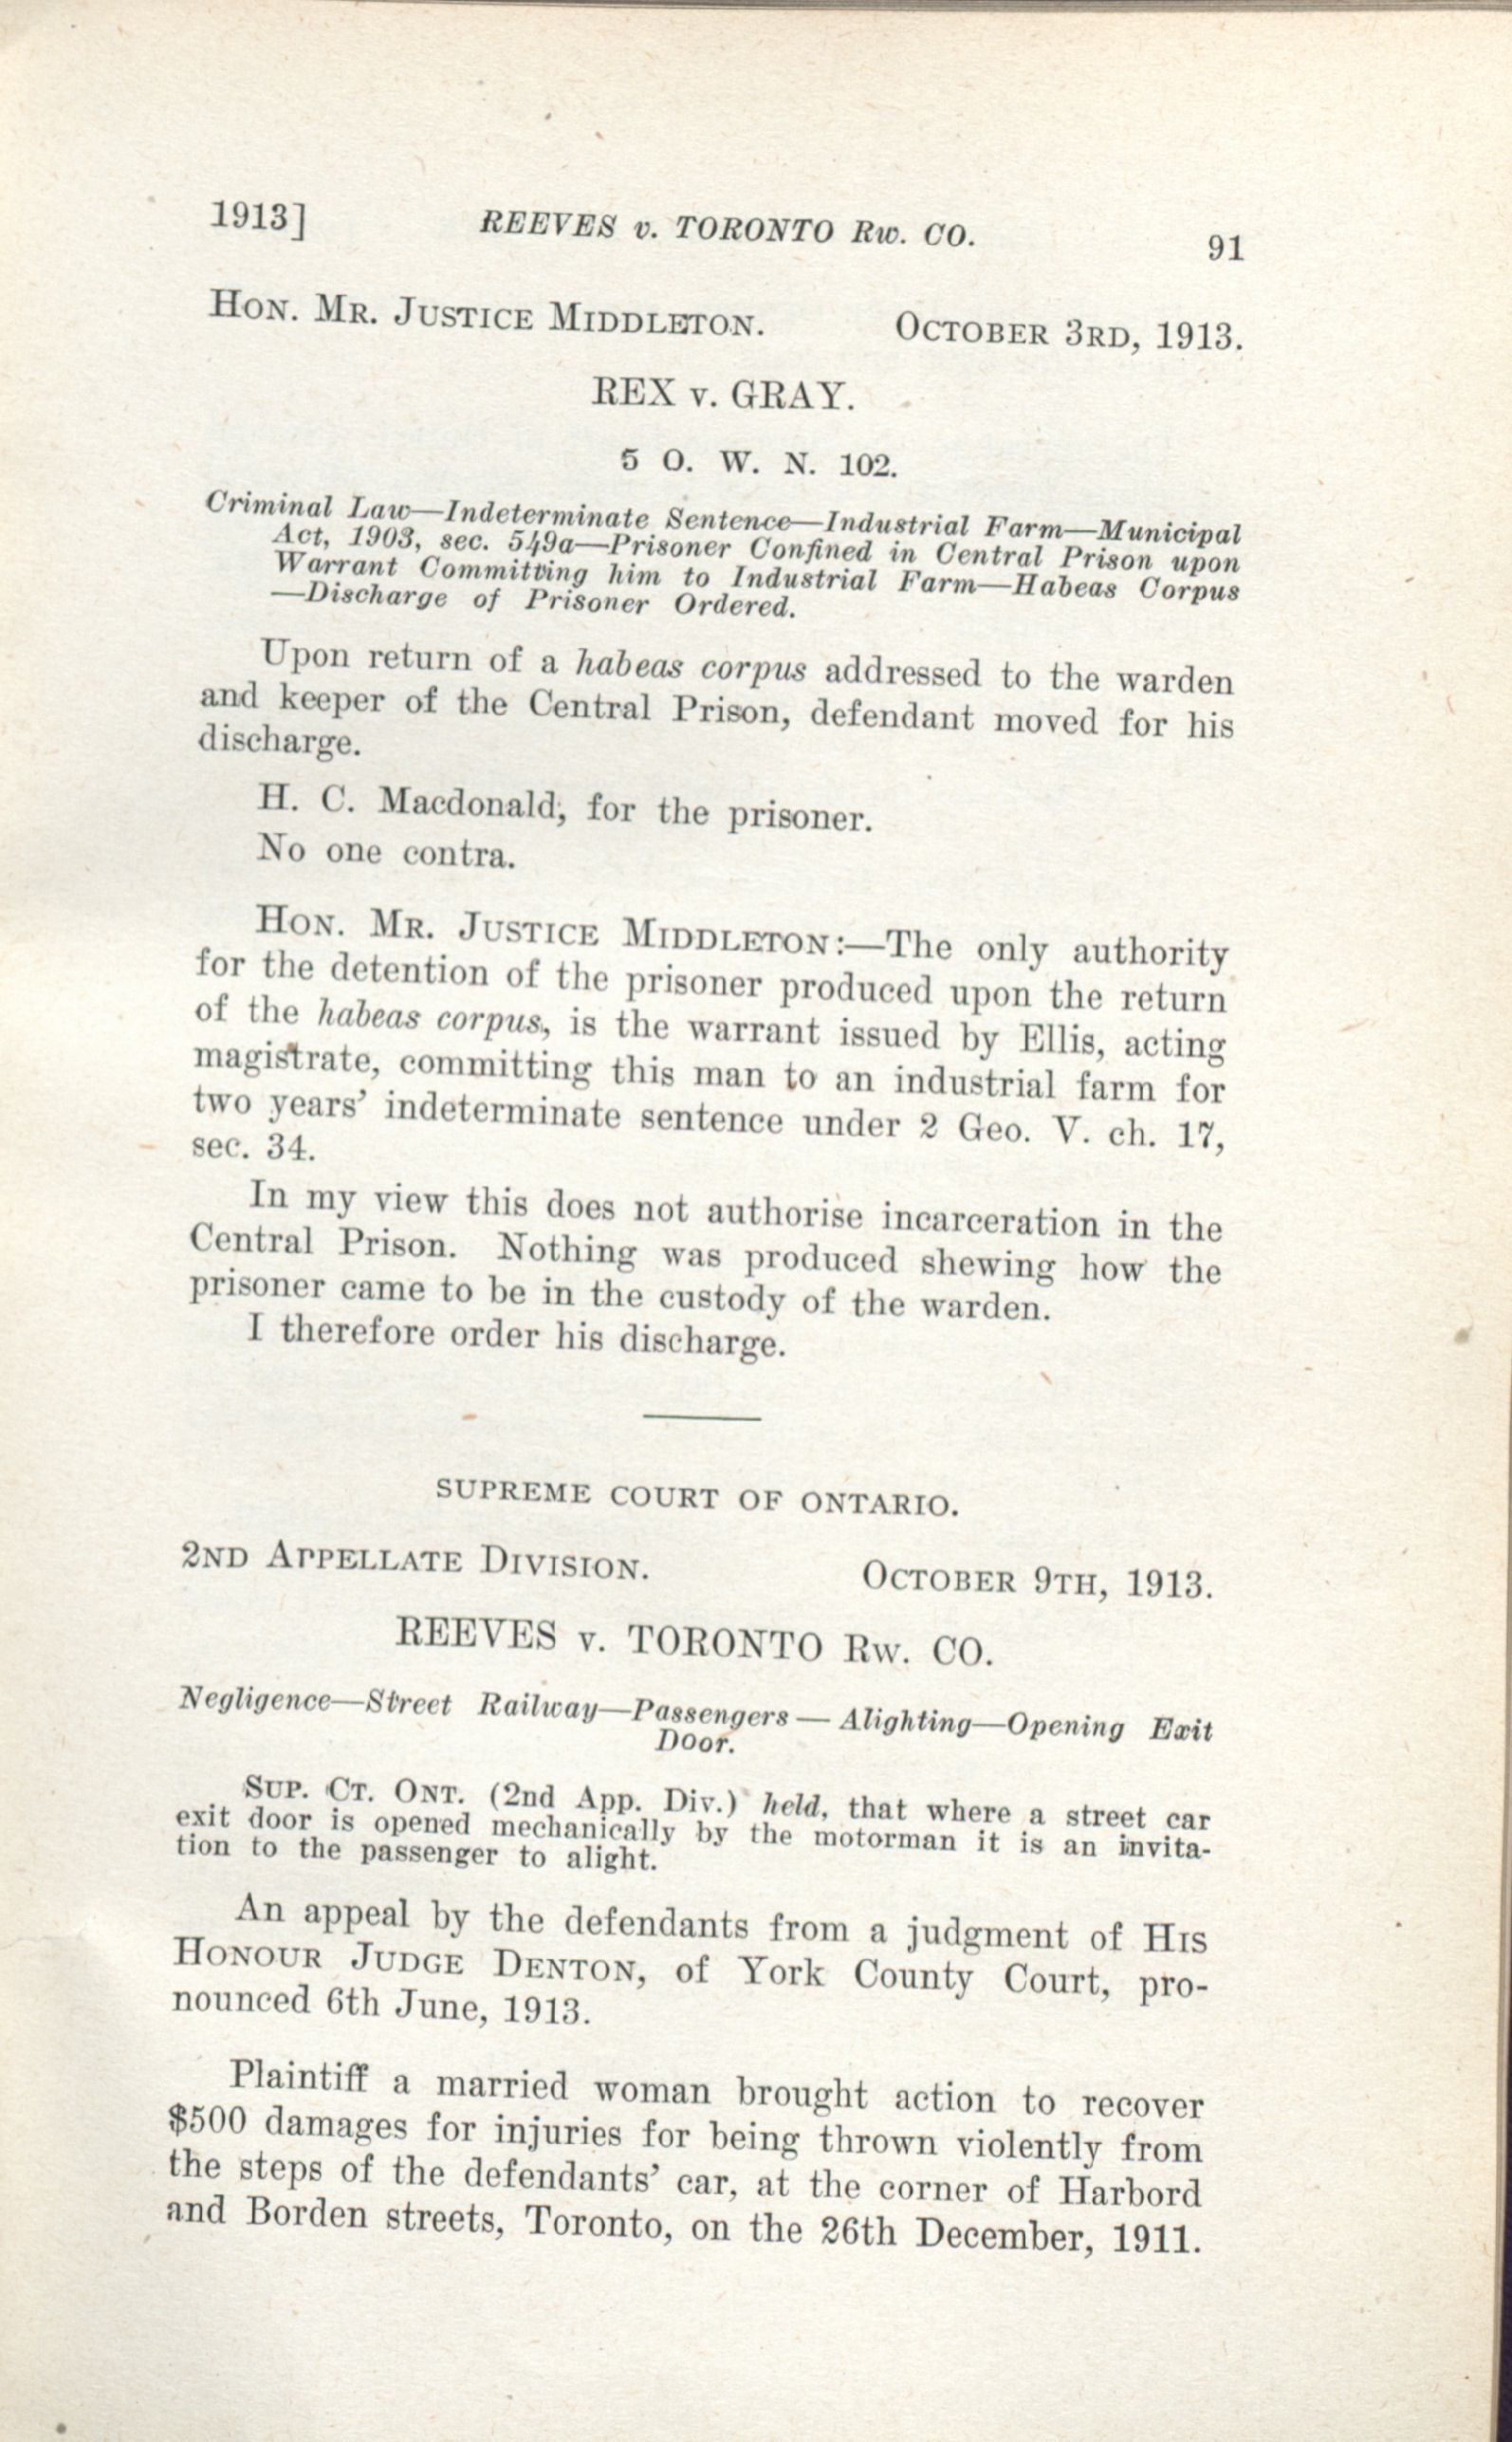 1913]
REEVES v. TORONTO Rw. CO.
91
HON. MR. JUSTICE MIDDLETON.
OCTOBER 3RD, 1913.
REX v. GRAY.
5 O. W. N. 102.
Criminal Law—Indeterminate Sentence—Industrial Farm—Municipal
Act, 1903, sec. 549a—Prisoner Confined in Central Prison upon
Warrant Committing him to Industrial Farm—Habeas Corpus
—Discharge of Prisoner Ordered.
Upon return of a habeas corpus addressed to the warden
and keeper of the Central Prison, defendant moved for his
discharge.
H. C. Macdonald, for the prisoner.
No one contra.
HON. MR. JUSTICE MIDDLETON:—The only authority
for the detention of the prisoner produced upon the return
of the habeas corpus, is the warrant issued by Ellis, acting
magistrate, committing this man to an industrial farm for
two years' indeterminate sentence under 2 Geo. V. ch. 17,
sec. 34.
In my view this does not authorise incarceration in the
Central Prison. Nothing was produced shewing how the
prisoner came to be in the custody of the warden.
I therefore order his discharge.
SUPREME COURT OF ONTARIO.
2ND APPELLATE DIVISION.
OCTOBER 9TH, 1913.
REEVES v. TORONTO Rw. CO.
Negligence—Street Railway—Passengers — Alighting—Opening Exit
Door.
SUP. CT. ONT. (2nd App. Div.) held, that where a street car
exit door is opened mechanically by the motorman it is an invita-
tion to the passenger to alight.
An appeal by the defendants from a judgment of HIS
HONOUR JUDGE DENTON, of York County Court, pro-
nounced 6th June, 1913.
Plaintiff a married woman brought action to recover
$500 damages for injuries for being thrown violently from
the steps of the defendants' car, at the corner of Harbord
and Borden streets, Toronto, on the 26th December, 1911.